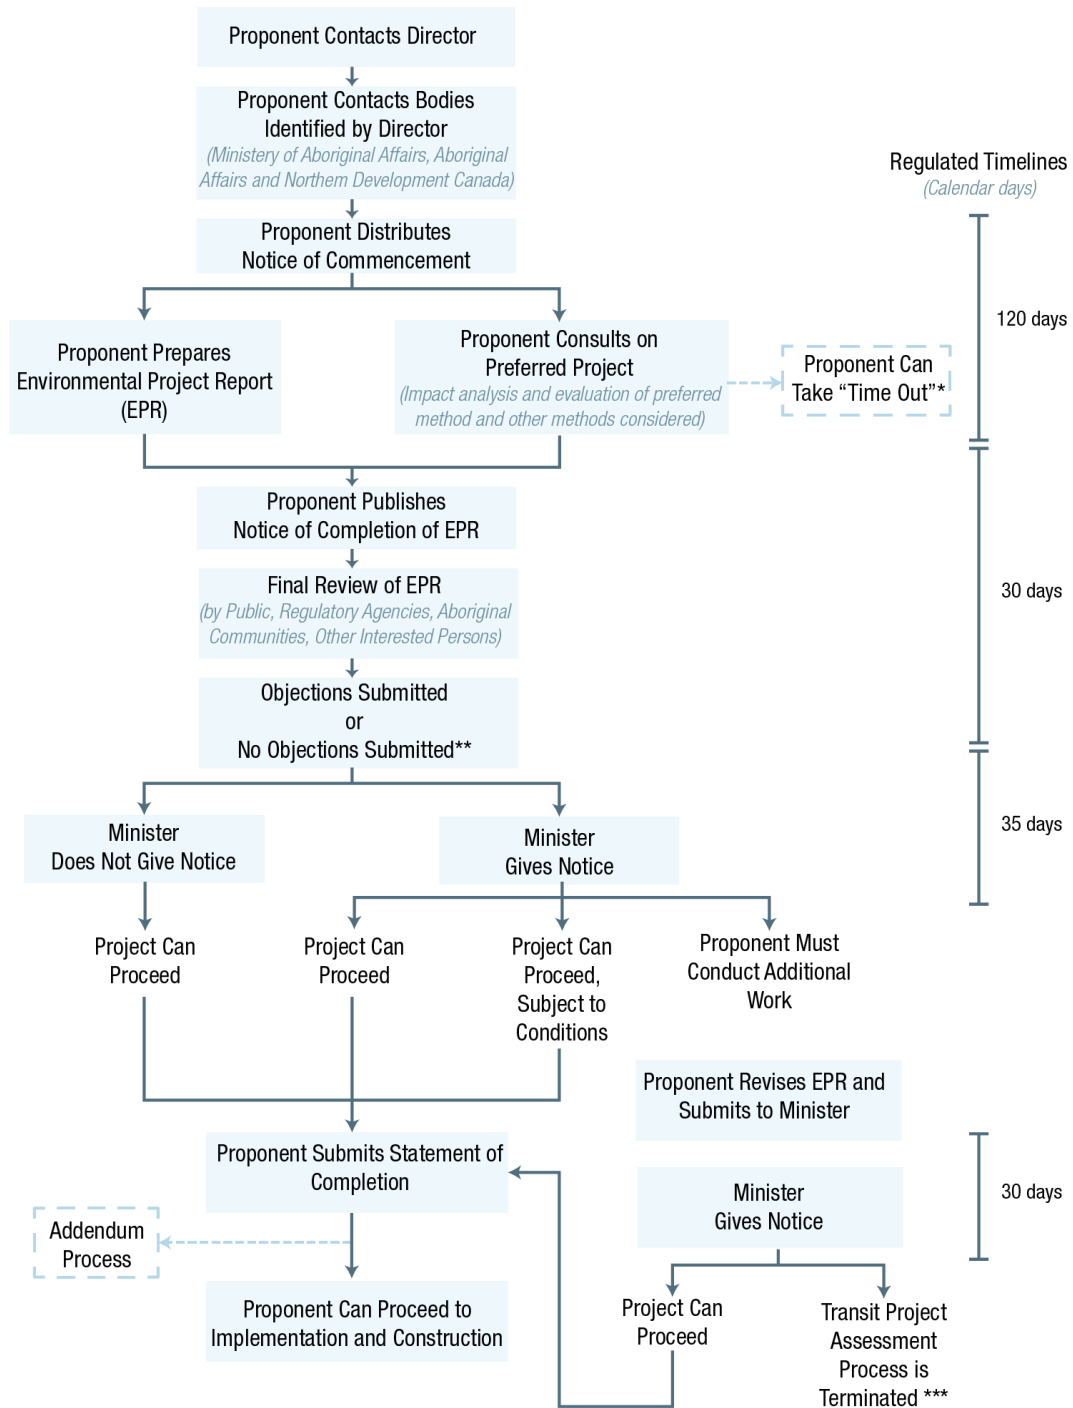 Proponent Contacts Director
Proponent Contacts Bodies
Identified by Director
(Ministery of Aboriginal Affairs, Aboriginal
Affairs and Northern Development Canada)
Regulated Timelines
(Calendar days)
Proponent Distributes
Notice of Commencement
120 days
Proponent Prepares
Environmental Project Report
(EPR)
Proponent Consults on
Preferred Project
(Impact analysis and evaluation of preferred
method and other methods considered)
Proponent Can
Take “Time Out”*
Proponent Publishes
Notice of Completion of EPR
Final Review of EPR
(by Public, Regulatory Agencies, Aboriginal
Communities, Other Interested Persons)
30 days
Objections Submitted
or
No Objections Submitted**
Minister
Does Not Give Notice
Minister
Gives Notice
35 days
Project Can
Proceed
Project Can
Proceed
Project Can
Proceed,
Subject to
Conditions
Proponent Must
Conduct Additional
Work
Proponent Revises EPR and
Submits to Minister
Proponent Submits Statement of
Completion
Minister
Gives Notice
30 days
Addendum
Process
Proponent Can Proceed to
Implementation and Construction
Project Can
Proceed
Transit Project
Assessment
Process is
Terminated ***